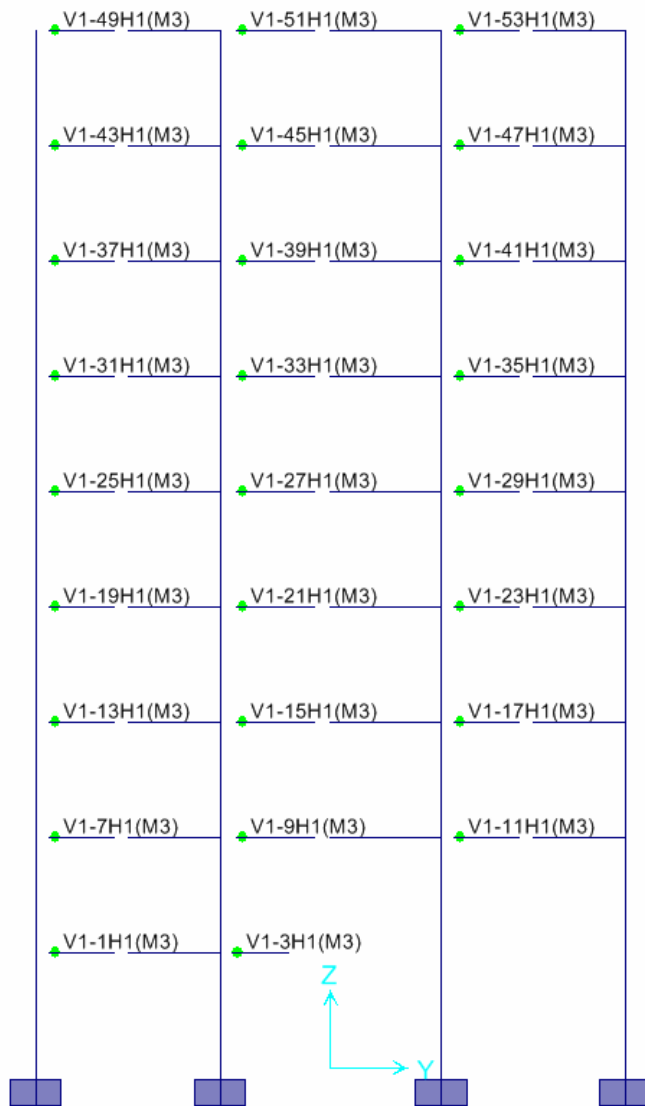 V1-49H1(M3) V1-51H1(M3) V1-53H1(M3)
V1-43H1(M3) V1-45H1(M3) V1-47H1(M3)
V1-37H1(M3) V1-39H1(M3) V1-41H1(M3)
V1-31H1(M3) V1-33H1(M3) V1-35H1(M3)
V1-25H1(M3) V1-27H1(M3) V1-29H1(M3)
V1-19H1(M3) V1-21H1(M3) V1-23H1(M3)
V1-13H1(M3) V1-15H1(M3) V1-17H1(M3)
V1-7H1(M3) V1-9H1(M3) V1-11H1(M3)
V1-1H1(M3) V1-3H1(M3)
Z
Y